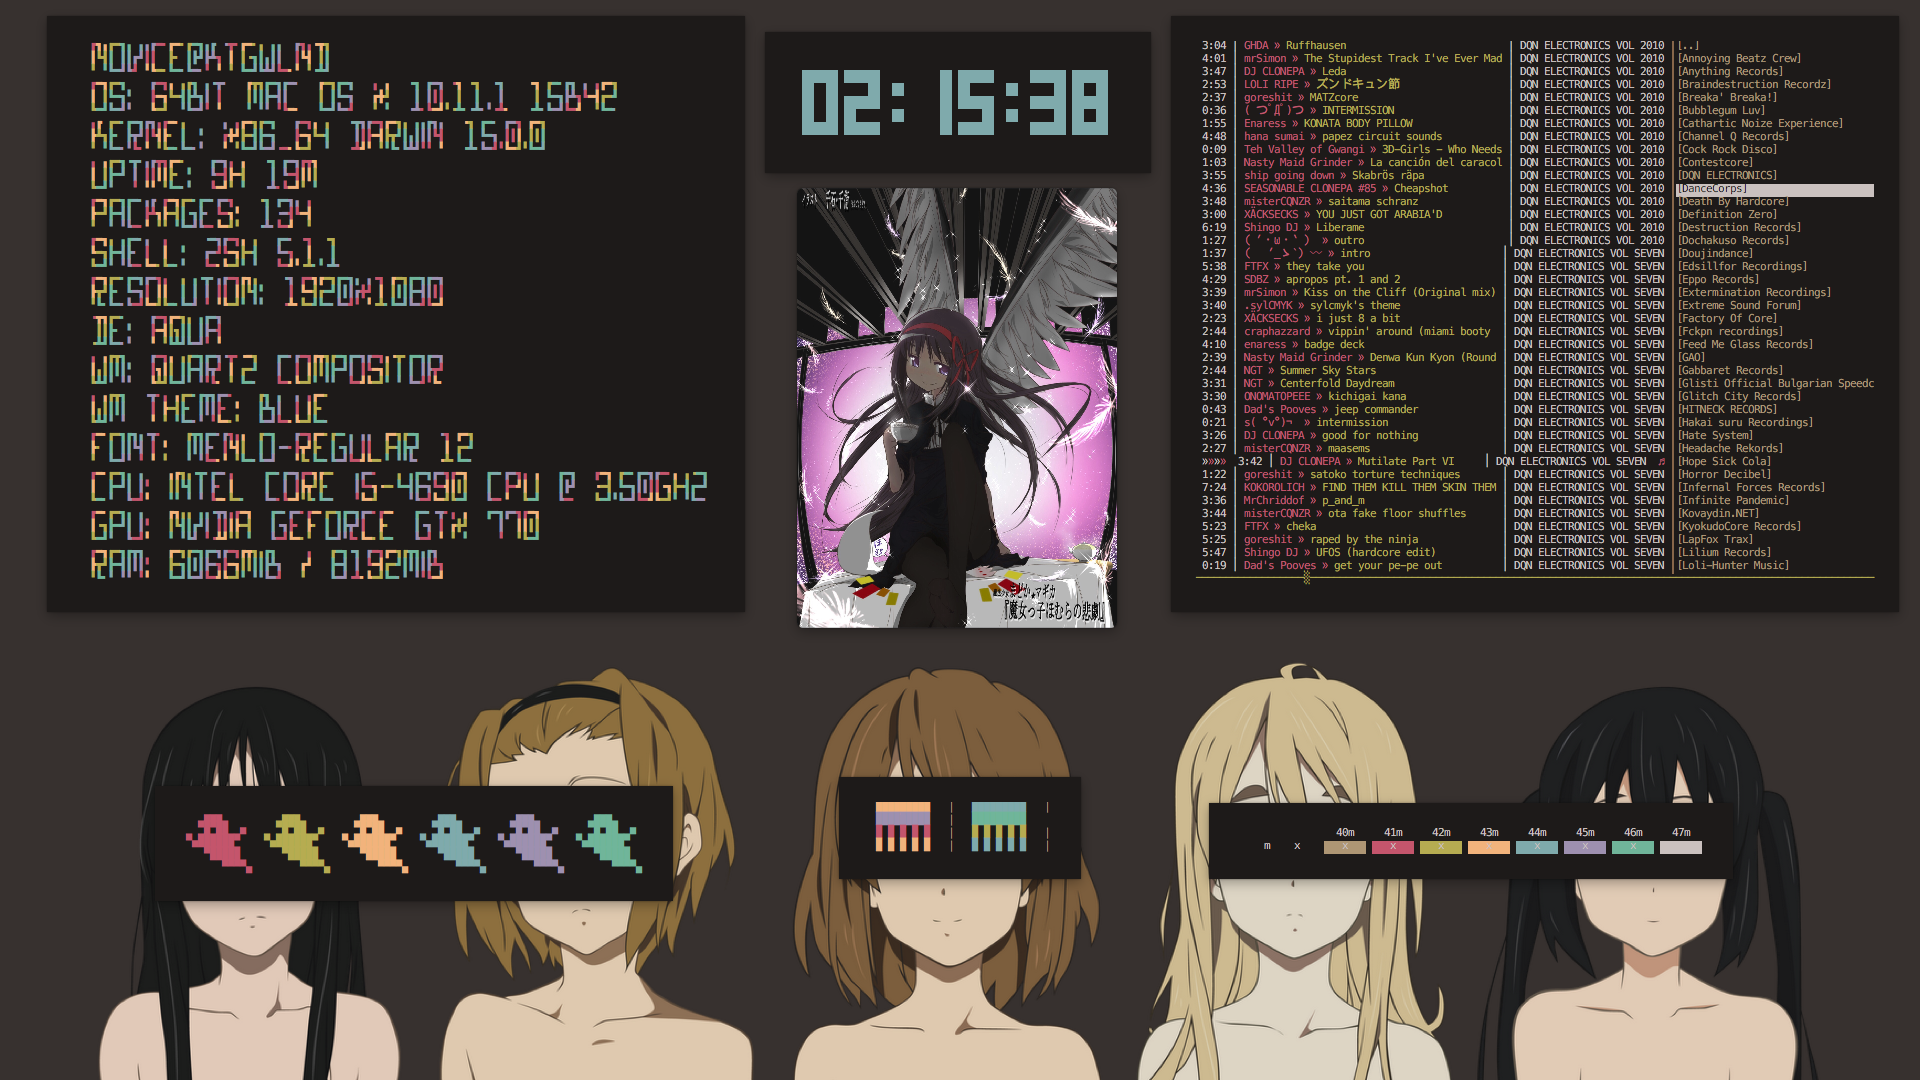 NOVICE@KTGWLMD
OS: 64BIT MAC OS X 10.11.1 15B42
KERNEL: X86_64 DARWIN 15.0.0
UPTIME: 9H 19M
PACKAGES: 134
SHELL: ZSH 5.1.1
RESOLUTION: 1920X1080
DE: AQUA
WM: QUARTZ COMPOSITOR
WM THEME: BLUE
FONT: MENLO-REGULAR 12
CPU: INTEL CORE I5-4690 CPU @ 3.50GHZ
GPU: NVIDIA GEFORCE GTX 770
RAM: 6066MB / 8192MB
02:15:38
まどか★マギカ
『魔女っ子ほむらの悲劇』
3:04 | GHDA » Ruffhausen | DQN ELECTRONICS VOL 2010
4:01 | mrSimon » The Stupidest Track I've Ever Mad | DQN ELECTRONICS VOL 2010
3:47 | DJ CLONEPA » Leda | DQN ELECTRONICS VOL 2010
2:53 | LOLI RIPE » ズンドキュン節 | DQN ELECTRONICS VOL 2010
2:37 | goreshit » MATZcore | DQN ELECTRONICS VOL 2010
0:36 | ( つ Д )つ » INTERMISSION | DQN ELECTRONICS VOL 2010
1:55 | Enaress » KONATA BODY PILLOW | DQN ELECTRONICS VOL 2010
4:48 | hana sumai » papez circuit sounds | DQN ELECTRONICS VOL 2010
0:09 | Teh Valley of Gwangi » 3D-Girls - Who Needs | DQN ELECTRONICS VOL 2010
1:03 | Nasty Maid Grinder » La canción del caracol | DQN ELECTRONICS VOL 2010
3:55 | ship going down » Skabrös räpa | DQN ELECTRONICS VOL 2010
4:36 | SEASONABLE CLONEPA #85 » Cheapshot | DQN ELECTRONICS VOL 2010
3:48 | misterCQNZR » saitama schranz | DQN ELECTRONICS VOL 2010
3:00 | XÄCKSECKS » YOU JUST GOT ARABIA'D | DQN ELECTRONICS VOL 2010
6:19 | Shingo DJ » Liberame | DQN ELECTRONICS VOL 2010
1:27 | ( ´・ω・` ) » outro | DQN ELECTRONICS VOL 2010
1:37 | ( ´_ゝ`) 〰 » intro | DQN ELECTRONICS VOL SEVEN
5:38 | FTFX » they take you | DQN ELECTRONICS VOL SEVEN
4:29 | SDBZ » apropos pt. 1 and 2 | DQN ELECTRONICS VOL SEVEN
3:39 | mrSimon » Kiss on the Cliff (Original mix) | DQN ELECTRONICS VOL SEVEN
3:40 | .sylCMYK » sylcmyk's theme | DQN ELECTRONICS VOL SEVEN
2:23 | XÄCKSECKS » i just 8 a bit | DQN ELECTRONICS VOL SEVEN
2:44 | craphazzard » vippin' around (miami booty | DQN ELECTRONICS VOL SEVEN
4:10 | enaress » badge deck | DQN ELECTRONICS VOL SEVEN
2:39 | Nasty Maid Grinder » Denwa Kun Kyon (Round | DQN ELECTRONICS VOL SEVEN
2:44 | NGT » Summer Sky Stars | DQN ELECTRONICS VOL SEVEN
3:31 | NGT » Centerfold Daydream | DQN ELECTRONICS VOL SEVEN
3:30 | ONOMATOPEEE » kichigai kana | DQN ELECTRONICS VOL SEVEN
0:43 | Dad's Pooves » jeep commander | DQN ELECTRONICS VOL SEVEN
0:21 | s( °v°)¬ » intermission | DQN ELECTRONICS VOL SEVEN
3:26 | DJ CLONEPA » good for nothing | DQN ELECTRONICS VOL SEVEN
2:27 | misterCQNZR » maasems | DQN ELECTRONICS VOL SEVEN
»»»» 3:42 | DJ CLONEPA » Mutilate Part VI | DQN ELECTRONICS VOL SEVEN ♬
1:22 | goreshit » satoko torture techniques | DQN ELECTRONICS VOL SEVEN
7:24 | KOKOROLICH » FIND THEM KILL THEM SKIN THEM | DQN ELECTRONICS VOL SEVEN
3:36 | MrChriddof » p_and_m | DQN ELECTRONICS VOL SEVEN
3:44 | misterCQNZR » ota fake floor shuffles | DQN ELECTRONICS VOL SEVEN
5:23 | FTFX » cheka | DQN ELECTRONICS VOL SEVEN
5:25 | goreshit » raped by the ninja | DQN ELECTRONICS VOL SEVEN
5:47 | Shingo DJ » UFOS (hardcore edit) | DQN ELECTRONICS VOL SEVEN
0:19 | Dad's Pooves » get your pe-pe out | DQN ELECTRONICS VOL SEVEN
[..]
[Annoying Beatz Crew]
[Anything Records]
[Braindestruction Recordz]
[Breaka' Breaka!]
[Bubblegum Luv]
[Cathartic Noize Experience]
[Channel Q Records]
[Cock Rock Disco]
[Contestcore]
[DQN ELECTRONICS]
[DanceCorps]
[Death By Hardcore]
[Definition Zero]
[Destruction Records]
[Dochakuso Records]
[Doujindance]
[Edsillfor Recordings]
[Eppo Records]
[Extermination Recordings]
[Extreme Sound Forum]
[Factory Of Core]
[Fckpn recordings]
[Feed Me Glass Records]
[GAO]
[Gabbaret Records]
[Glisti Official Bulgarian Speedc
[Glitch City Records]
[HITNECK RECORDS]
[Hakai suru Recordings]
[Hate System]
[Headache Rekords]
[Hope Sick Cola]
[Horror Decibel]
[Infernal Forces Records]
[Infinite Pandemic]
[Kovaydin.NET]
[KyokudoCore Records]
[LapFox Trax]
[Lilium Records]
[Loli-Hunter Music]
40m 41m 42m 43m 44m 45m 46m 47m
m x x x x x x x x